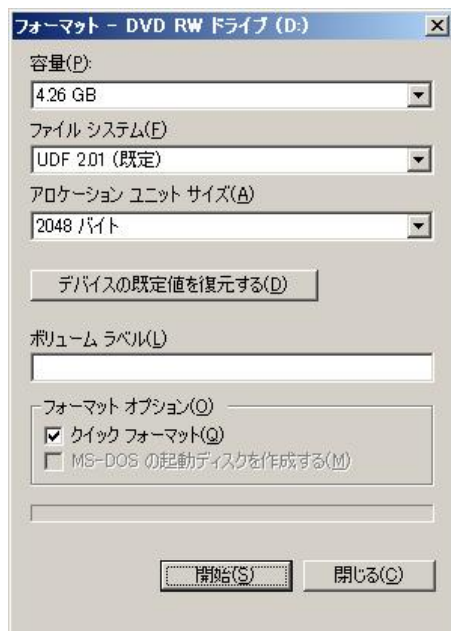 フォーマット - DVD RW ドライブ (D:)
容量(P):
4.26 GB
ファイル システム(F)
UDF 2.01 (既定)
アロケーション ユニット サイズ(A)
2048 バイト
デバイスの既定値を復元する(D)
ボリューム ラベル(L)
フォーマット オプション(O)
クイック フォーマット(Q)
MS-DOS の起動ディスクを作成する(M)
開始(S)
閉じる(C)